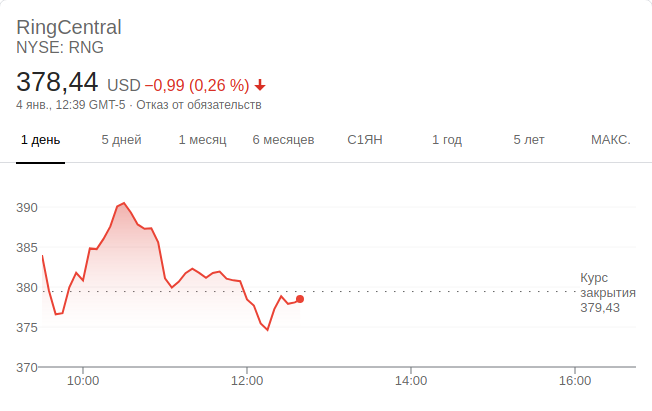 RingCentral
NYSE: RNG
378,44 USD −0,99 (0,26 %)
4 янв., 12:39 GMT-5 · Отказ от обязательств
1 день 5 дней 1 месяц 6 месяцев С1ЯН 1 год 5 лет МАКС.
390
385
380
375
370
Курс
закрытия
379,43
10:00 12:00 14:00 16:00